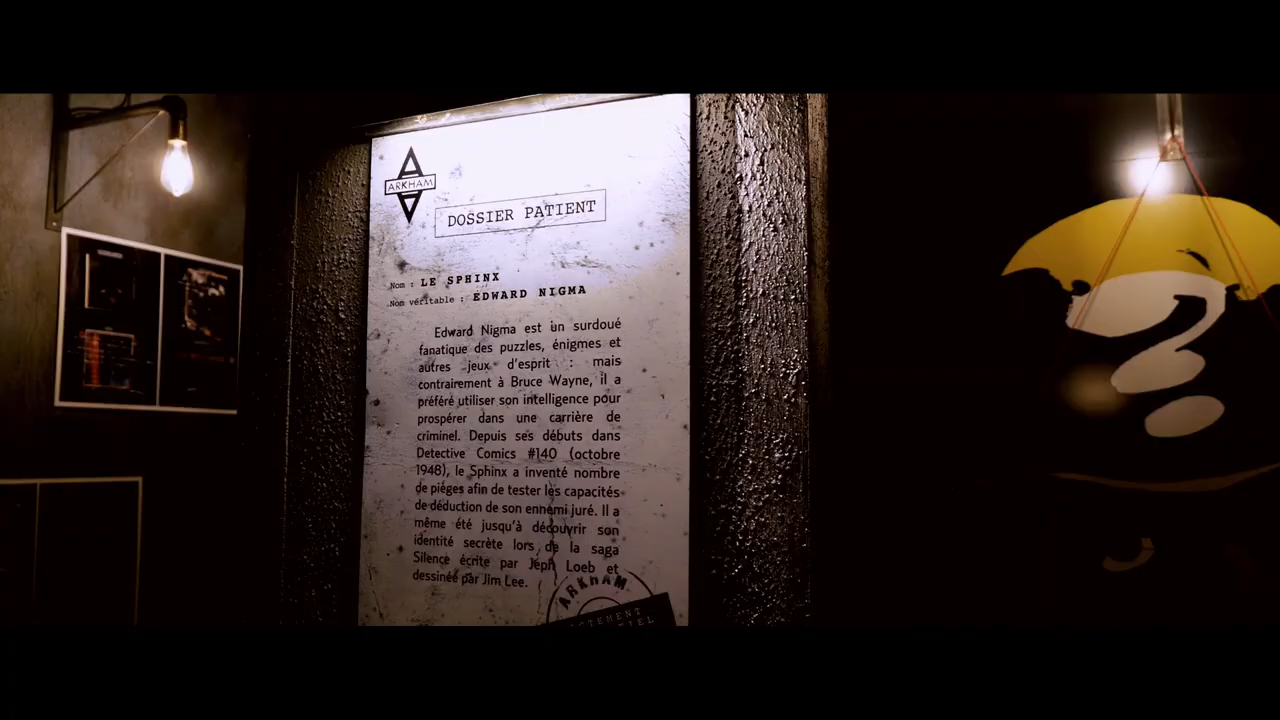 ARKHAM
DOSSIER PATIENT
Nom : LE SPHINX
Nom véritable : EDWARD NIGMA
Edward Nigma est un surdoué
fanatique des puzzles, énigmes et
autres jeux d'esprit : mais
contrairement à Bruce Wayne, il a
préféré utiliser son intelligence pour
prospérer dans une carrière de
criminel. Depuis ses débuts dans
Detective Comics #140 (octobre
1948), le Sphinx a inventé nombre
de pièges afin de tester les capacités
de déduction de son ennemi juré. Il a
même été jusqu'à découvrir son
identité secrète lors de la saga
Silence écrite par Jeph Loeb et
dessinée par Jim Lee.
ARKHAM
?